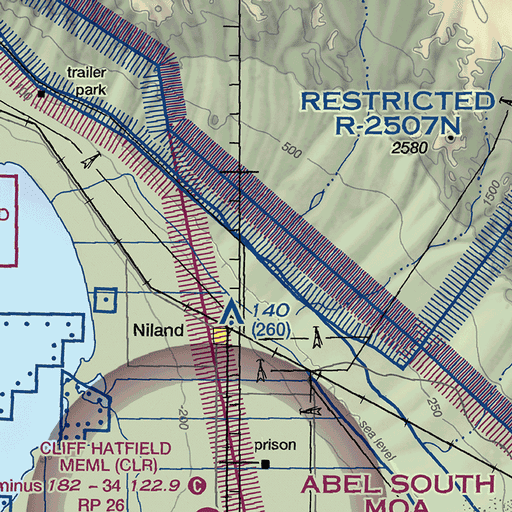 trailer
park
110
RESTRICTED
R-2507N
2580
500
1500
O
140
(260)
Niland
-200
250
sea level
CLIFF HATFIELD
MEML (CLR)
minus 182 - 34 122.9 C
RP 26
prison
ABEL SOUTH
MOA